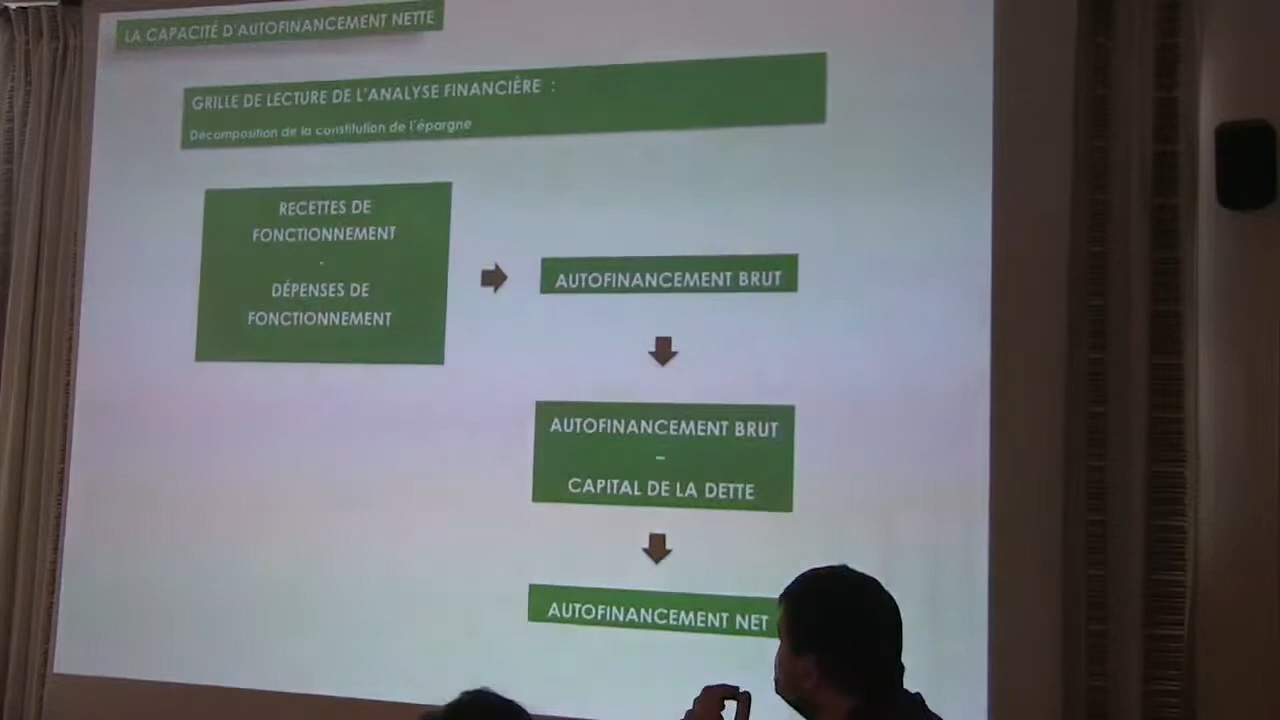 LA CAPACITÉ D'AUTOFINANCEMENT NETTE
GRILLE DE LECTURE DE L'ANALYSE FINANCIÈRE :
Décomposition de la constitution de l'épargne
RECETTES DE
FONCTIONNEMENT
-
DÉPENSES DE
FONCTIONNEMENT
AUTOFINANCEMENT BRUT
AUTOFINANCEMENT BRUT
–
CAPITAL DE LA DETTE
AUTOFINANCEMENT NET